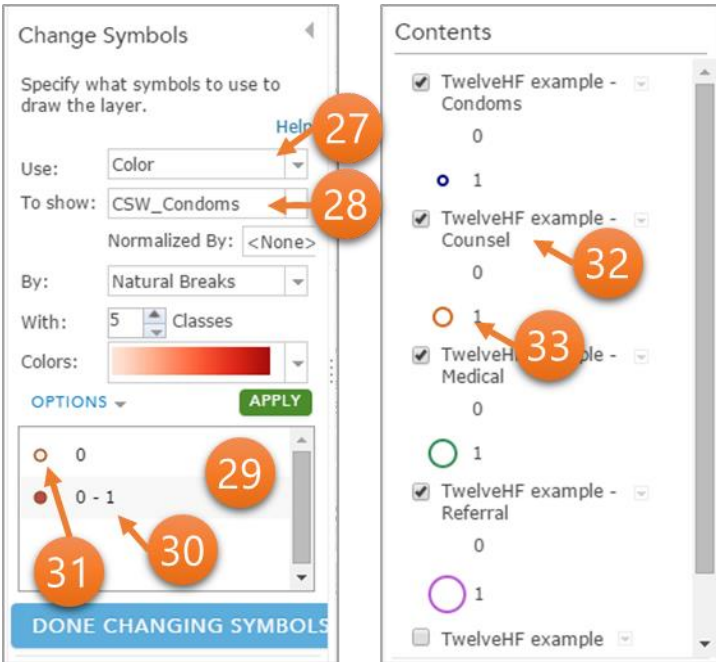 Change Symbols
Specify what symbols to use to
draw the layer.
Help
27
Use: Color
To show: CSW_Condoms
28
Normalized By: <None>
By: Natural Breaks
With: 5 Classes
Colors:
OPTIONS APPLY
0
29
0 - 1
30
31
DONE CHANGING SYMBOLS
Contents
TwelveHF example -
Condoms
0
1
TwelveHF example -
Counsel
32
0
1
33
TwelveHF ple -
Medical
0
1
TwelveHF example -
Referral
0
1
TwelveHF example